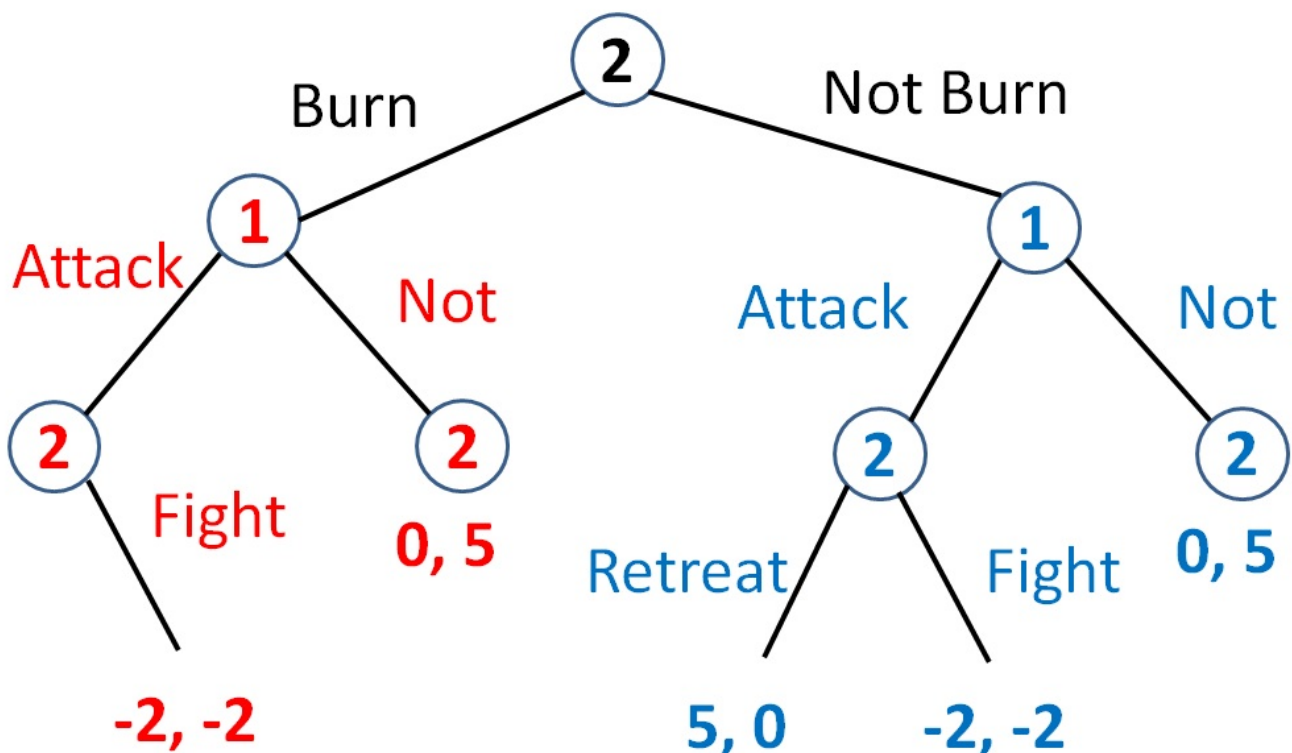 2
Burn
Not Burn
1
1
Attack
Not
Attack
Not
2
2
2
2
Fight
0, 5
Retreat
Fight
0, 5
-2, -2
5, 0
-2, -2